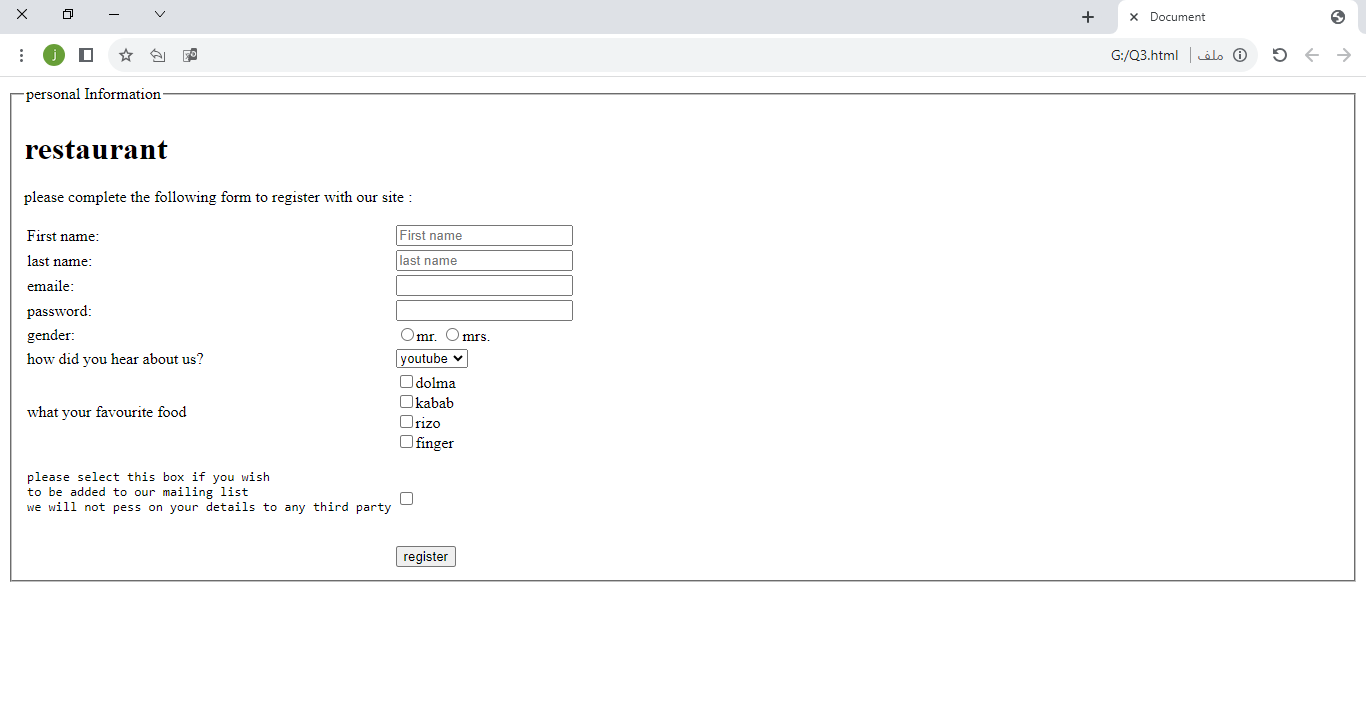 Document
j
G:/Q3.html
ملف
personal Information
restaurant
please complete the following form to register with our site :
First name: First name
last name: last name
emaile:
password:
gender: mr. mrs.
how did you hear about us? youtube
what your favourite food
dolma
kabab
rizo
finger
please select this box if you wish
to be added to our mailing list
we will not pess on your details to any third party
register